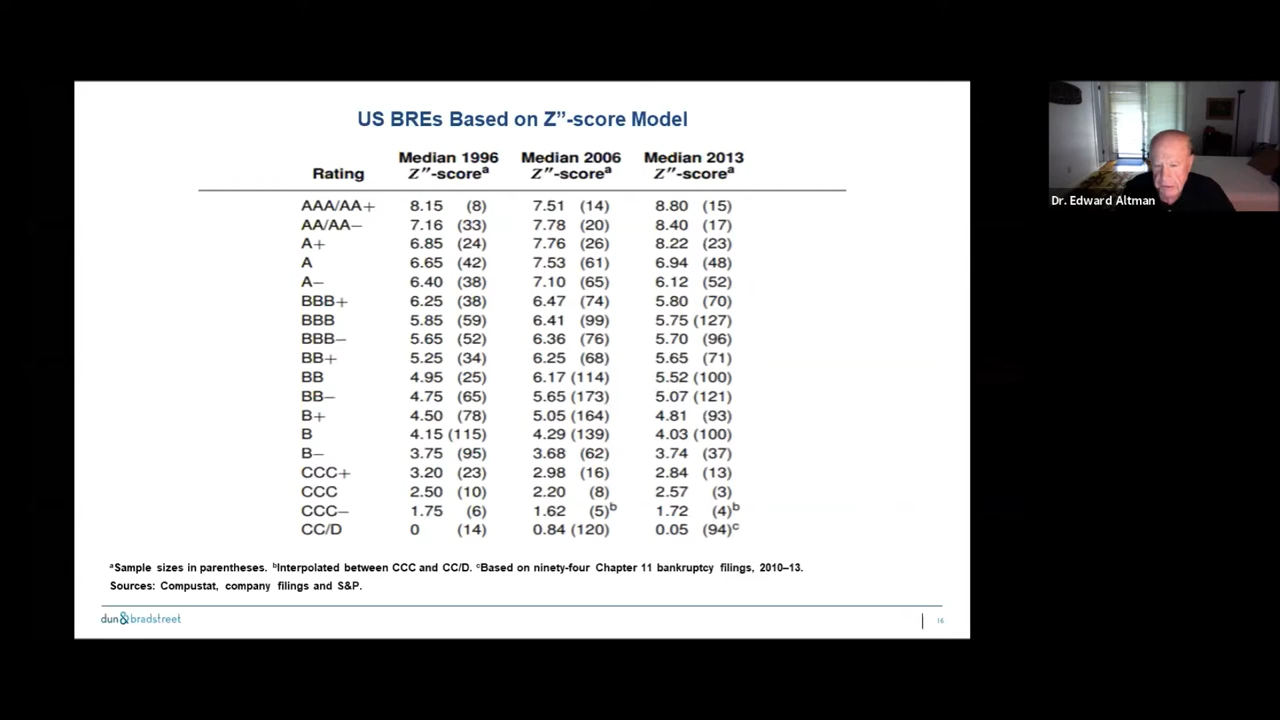 US BREs Based on Z”-score Model
Rating Median 1996 Z″-scoreᵃ Median 2006 Z″-scoreᵃ Median 2013 Z″-scoreᵃ
AAA/AA+ 8.15 (8) 7.51 (14) 8.80 (15)
AA/AA− 7.16 (33) 7.78 (20) 8.40 (17)
A+ 6.85 (24) 7.76 (26) 8.22 (23)
A 6.65 (42) 7.53 (61) 6.94 (48)
A− 6.40 (38) 7.10 (65) 6.12 (52)
BBB+ 6.25 (38) 6.47 (74) 5.80 (70)
BBB 5.85 (59) 6.41 (99) 5.75 (127)
BBB− 5.65 (52) 6.36 (76) 5.70 (96)
BB+ 5.25 (34) 6.25 (68) 5.65 (71)
BB 4.95 (25) 6.17 (114) 5.52 (100)
BB− 4.75 (65) 5.65 (173) 5.07 (121)
B+ 4.50 (78) 5.05 (164) 4.81 (93)
B 4.15 (115) 4.29 (139) 4.03 (100)
B− 3.75 (95) 3.68 (62) 3.74 (37)
CCC+ 3.20 (23) 2.98 (16) 2.84 (13)
CCC 2.50 (10) 2.20 (8) 2.57 (3)
CCC− 1.75 (6) 1.62 (5)ᵇ 1.72 (4)ᵇ
CC/D 0 (14) 0.84 (120) 0.05 (94)ᶜ
ᵃSample sizes in parentheses. ᵇInterpolated between CCC and CC/D. ᶜBased on ninety-four Chapter 11 bankruptcy filings, 2010–13.
Sources: Compustat, company filings and S&P.
dun&bradstreet
16
Dr. Edward Altman